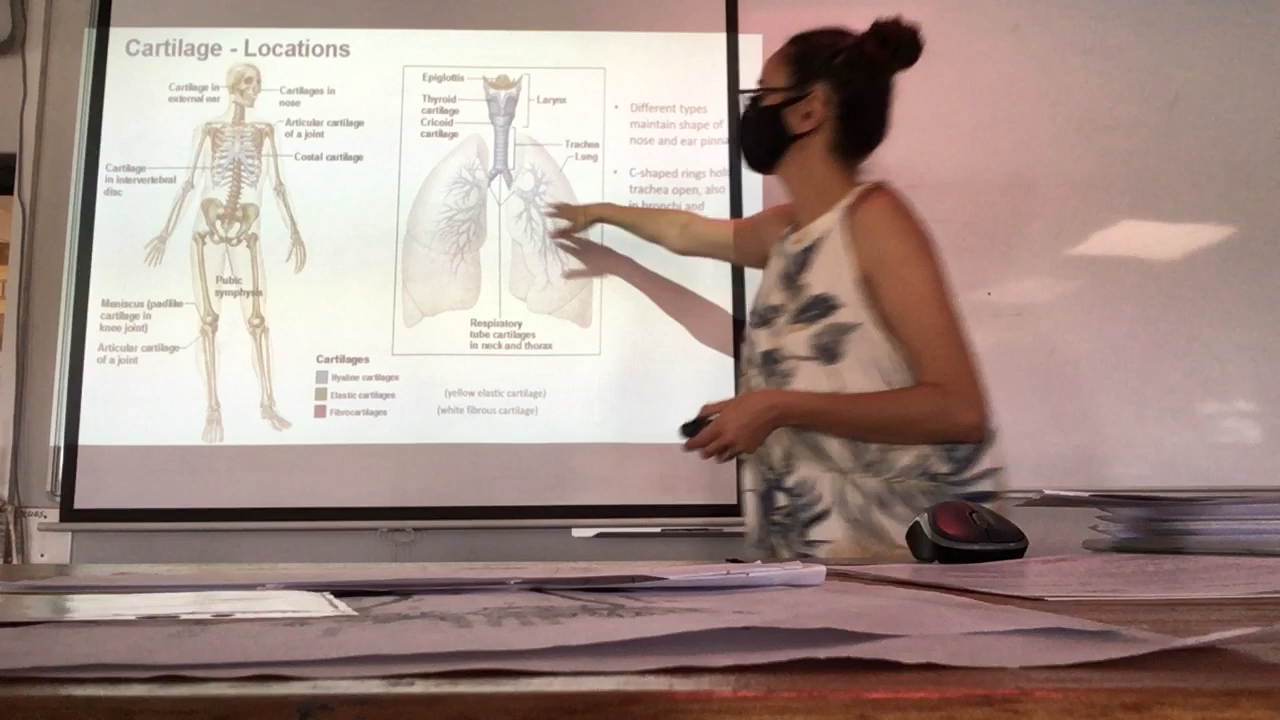 Cartilage - Locations
Cartilage in
external ear
Cartilages in
nose
Articular cartilage
of a joint
Costal cartilage
Cartilage
in intervertebral
disc
Pubic
symphysis
Meniscus (padlike
cartilage in
knee joint)
Articular cartilage
of a joint
Epiglottis
Thyroid
cartilage
Cricoid
cartilage
Larynx
Trachea
Lung
Respiratory
tube cartilages
in neck and thorax
Cartilages
Hyaline cartilages
Elastic cartilages
Fibrocartilages
(yellow elastic cartilage)
(white fibrous cartilage)
• Different types
maintain shape of
nose and ear pinna
• C-shaped rings hold
trachea open, also
in bronchi and